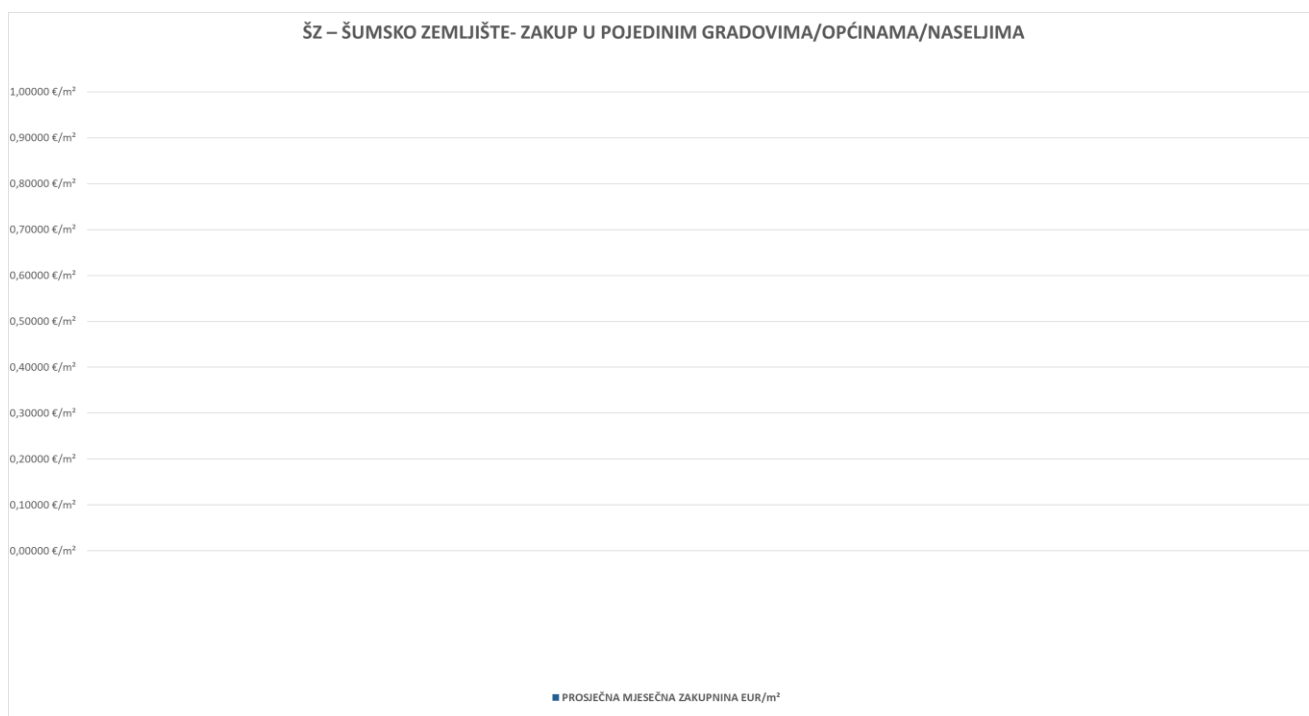 ŠZ – ŠUMSKO ZEMLJIŠTE- ZAKUP U POJEDINIM GRADOVIMA/OPĆINAMA/NASELJIMA
1,00000 €/m²
0,90000 €/m²
0,80000 €/m²
0,70000 €/m²
0,60000 €/m²
0,50000 €/m²
0,40000 €/m²
0,30000 €/m²
0,20000 €/m²
0,10000 €/m²
0,00000 €/m²
PROSJEČNA MJESEČNA ZAKUPNINA EUR/m²